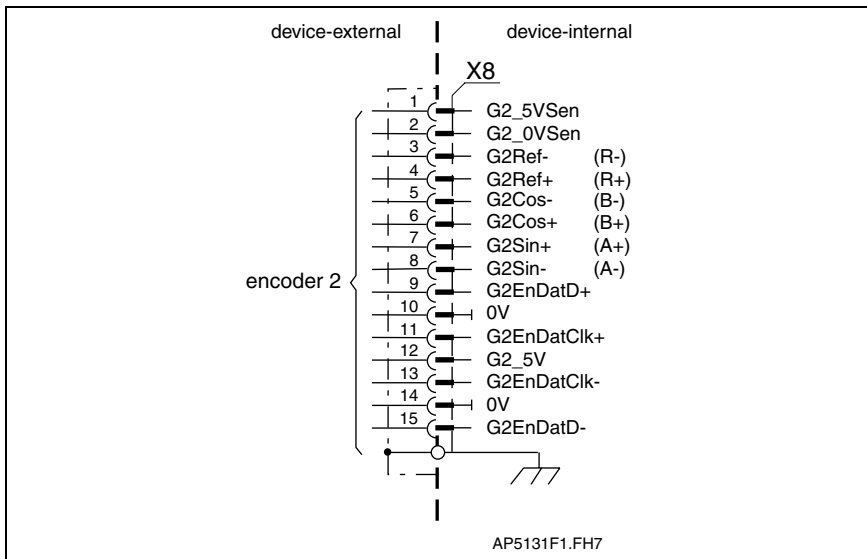 device-external device-internal
X8
1 G2_5VSen
2 G2_0VSen
3 G2Ref- (R-)
4 G2Ref+ (R+)
5 G2Cos- (B-)
6 G2Cos+ (B+)
7 G2Sin+ (A+)
8 G2Sin- (A-)
encoder 2
9 G2EnDatD+
10 0V
11 G2EnDatClk+
12 G2_5V
13 G2EnDatClk-
14 0V
15 G2EnDatD-
AP5131F1.FH7